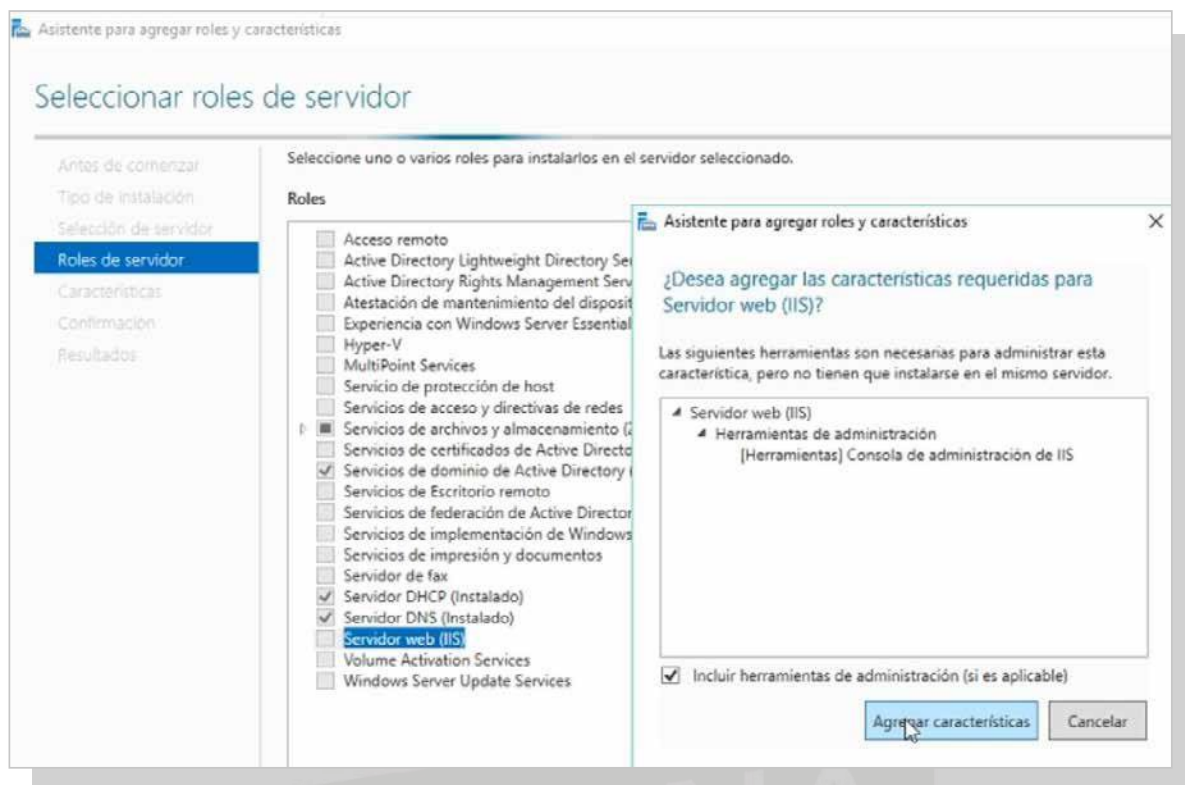 Asistente para agregar roles y características
Seleccionar roles de servidor
Antes de comenzar
Tipo de instalación
Selección de servidor
Roles de servidor
Características
Confirmación
Resultados
Seleccione uno o varios roles para instalarlos en el servidor seleccionado.
Roles
Acceso remoto
Active Directory Lightweight Directory Se
Active Directory Rights Management Serv
Atestación de mantenimiento del disposit
Experiencia con Windows Server Essential
Hyper-V
MultiPoint Services
Servicio de protección de host
Servicios de acceso y directivas de redes
Servicios de archivos y almacenamiento (2
Servicios de certificados de Active Directo
Servicios de dominio de Active Directory (
Servicios de Escritorio remoto
Servicios de federación de Active Director
Servicios de implementación de Windows
Servicios de impresión y documentos
Servidor de fax
Servidor DHCP (Instalado)
Servidor DNS (Instalado)
Servidor web (IIS)
Volume Activation Services
Windows Server Update Services
Asistente para agregar roles y características
¿Desea agregar las características requeridas para
Servidor web (IIS)?
Las siguientes herramientas son necesarias para administrar esta
característica, pero no tienen que instalarse en el mismo servidor.
Servidor web (IIS)
Herramientas de administración
[Herramientas] Consola de administración de IIS
Incluir herramientas de administración (si es aplicable)
Agregar características
Cancelar